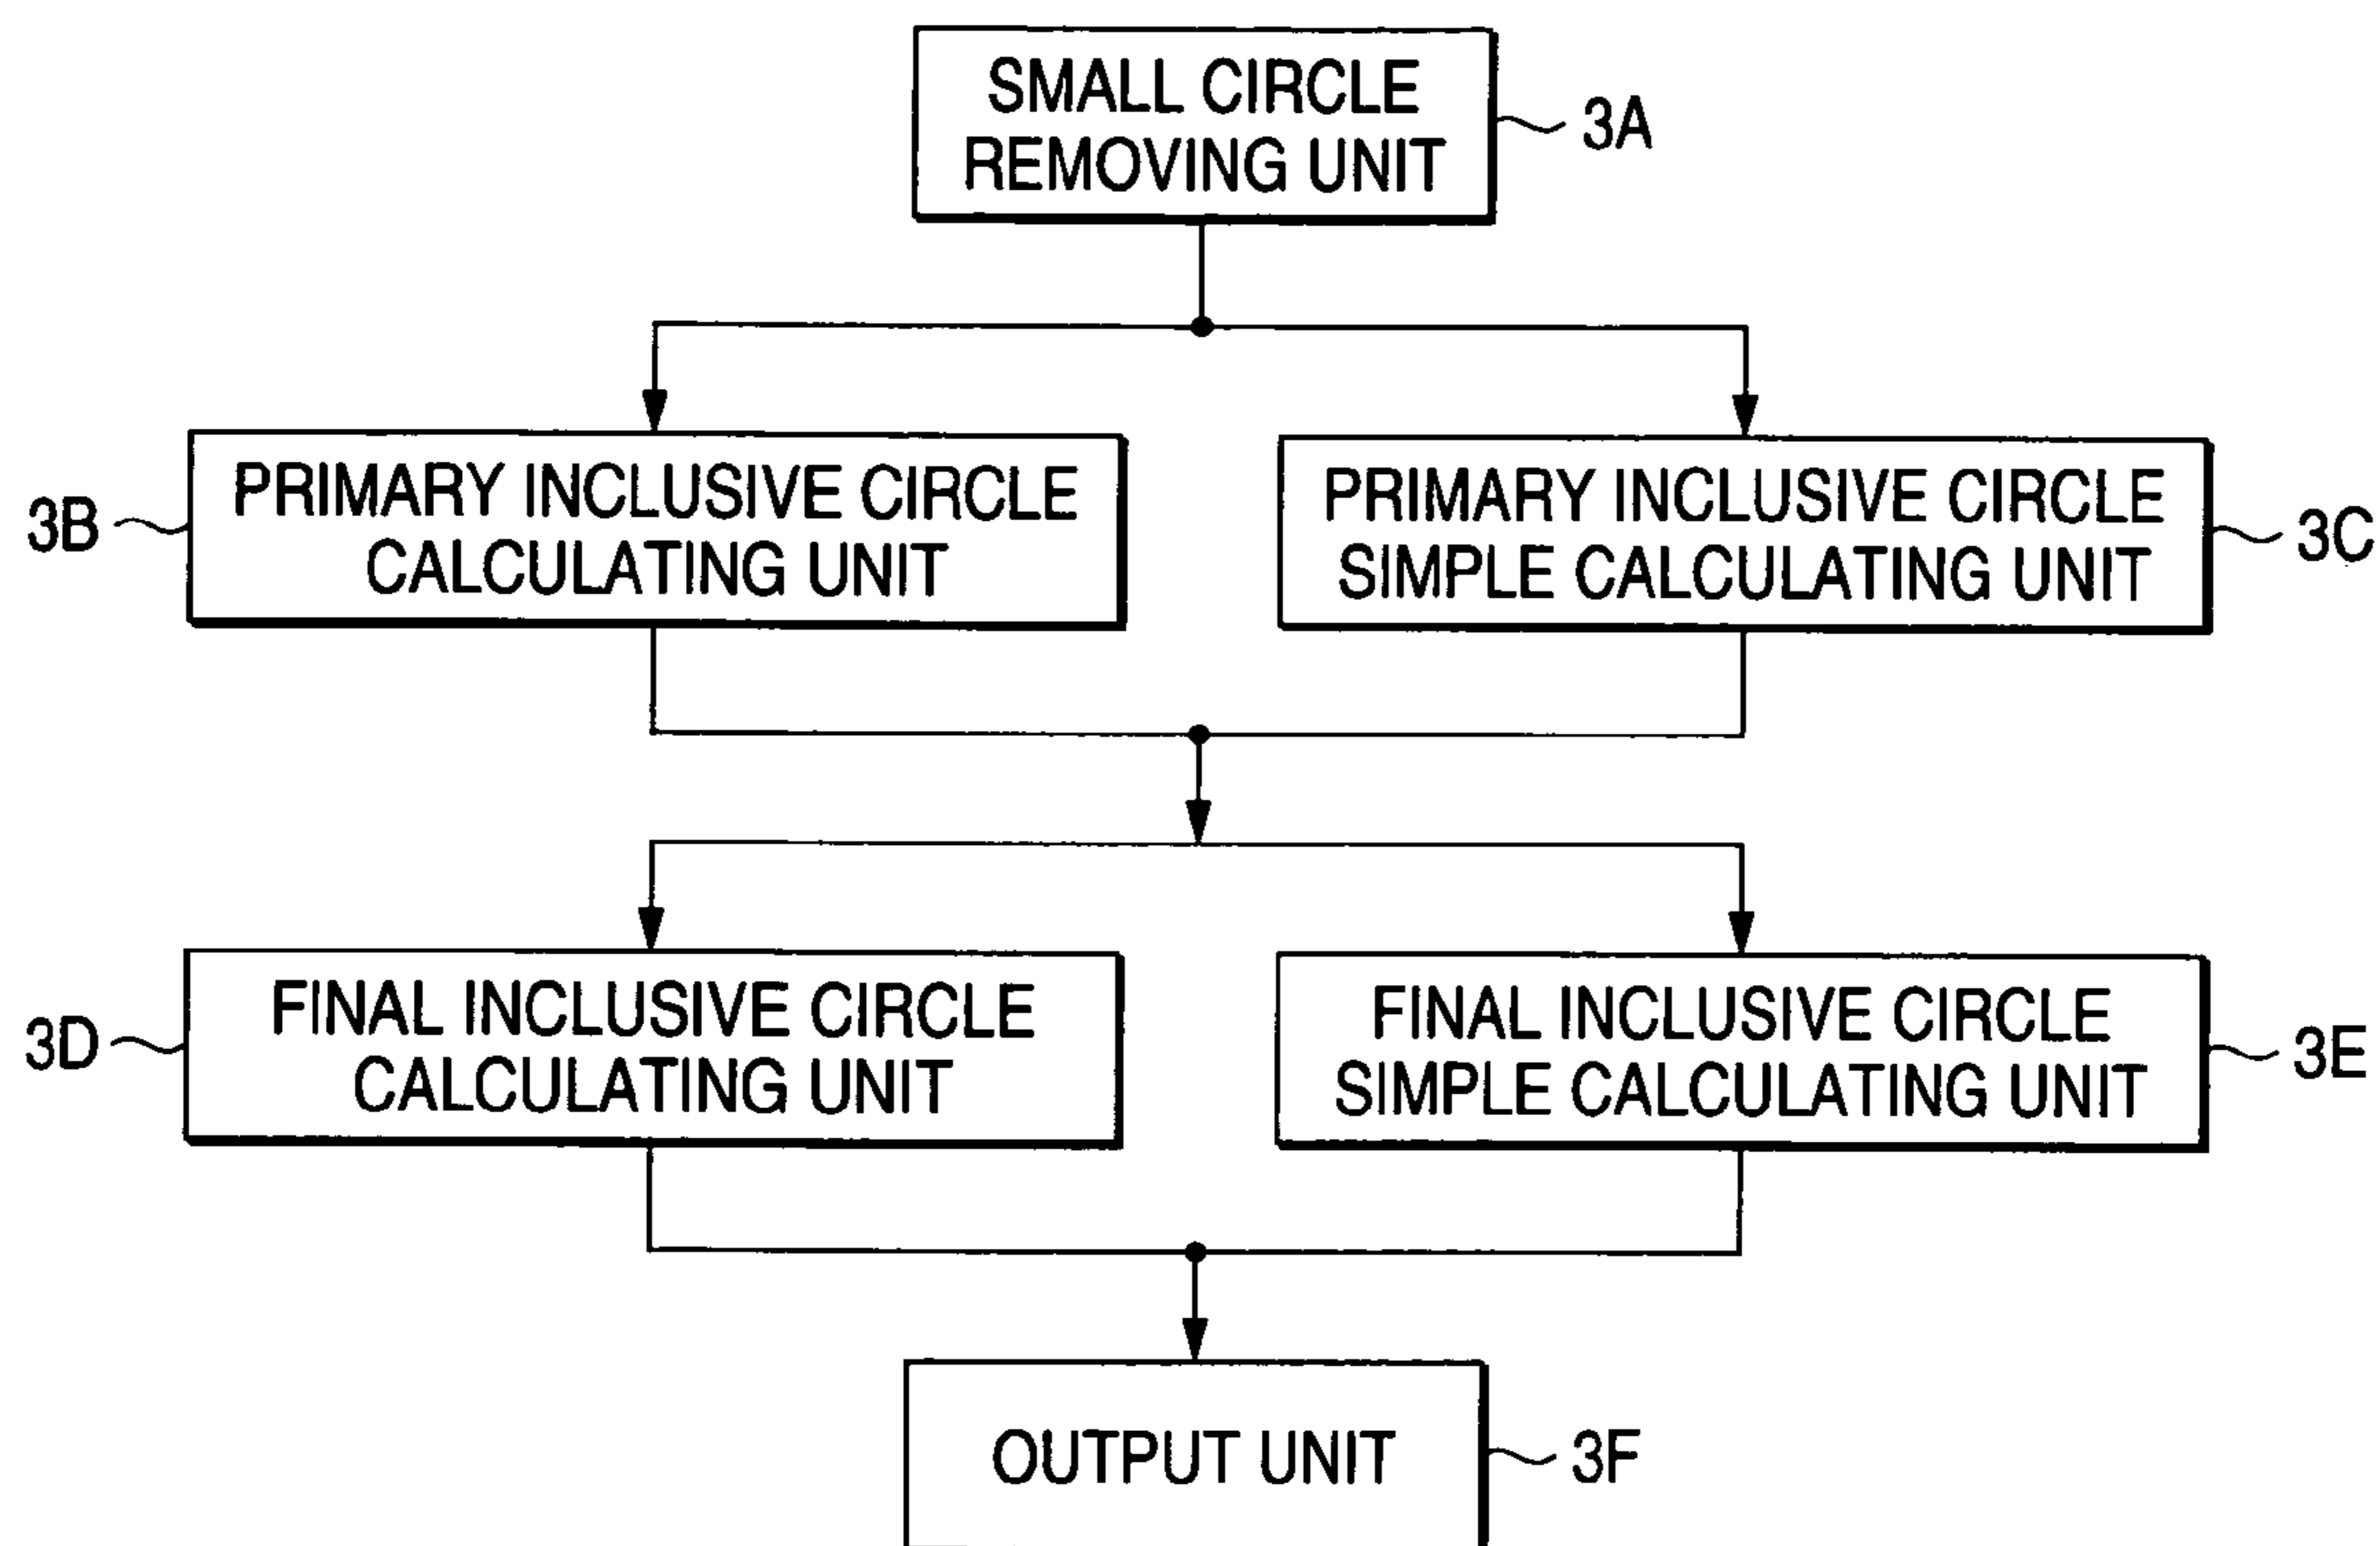 SMALL CIRCLE
REMOVING UNIT
3A
3B
PRIMARY INCLUSIVE CIRCLE
CALCULATING UNIT
PRIMARY INCLUSIVE CIRCLE
SIMPLE CALCULATING UNIT
3C
3D
FINAL INCLUSIVE CIRCLE
CALCULATING UNIT
FINAL INCLUSIVE CIRCLE
SIMPLE CALCULATING UNIT
3E
OUTPUT UNIT
3F